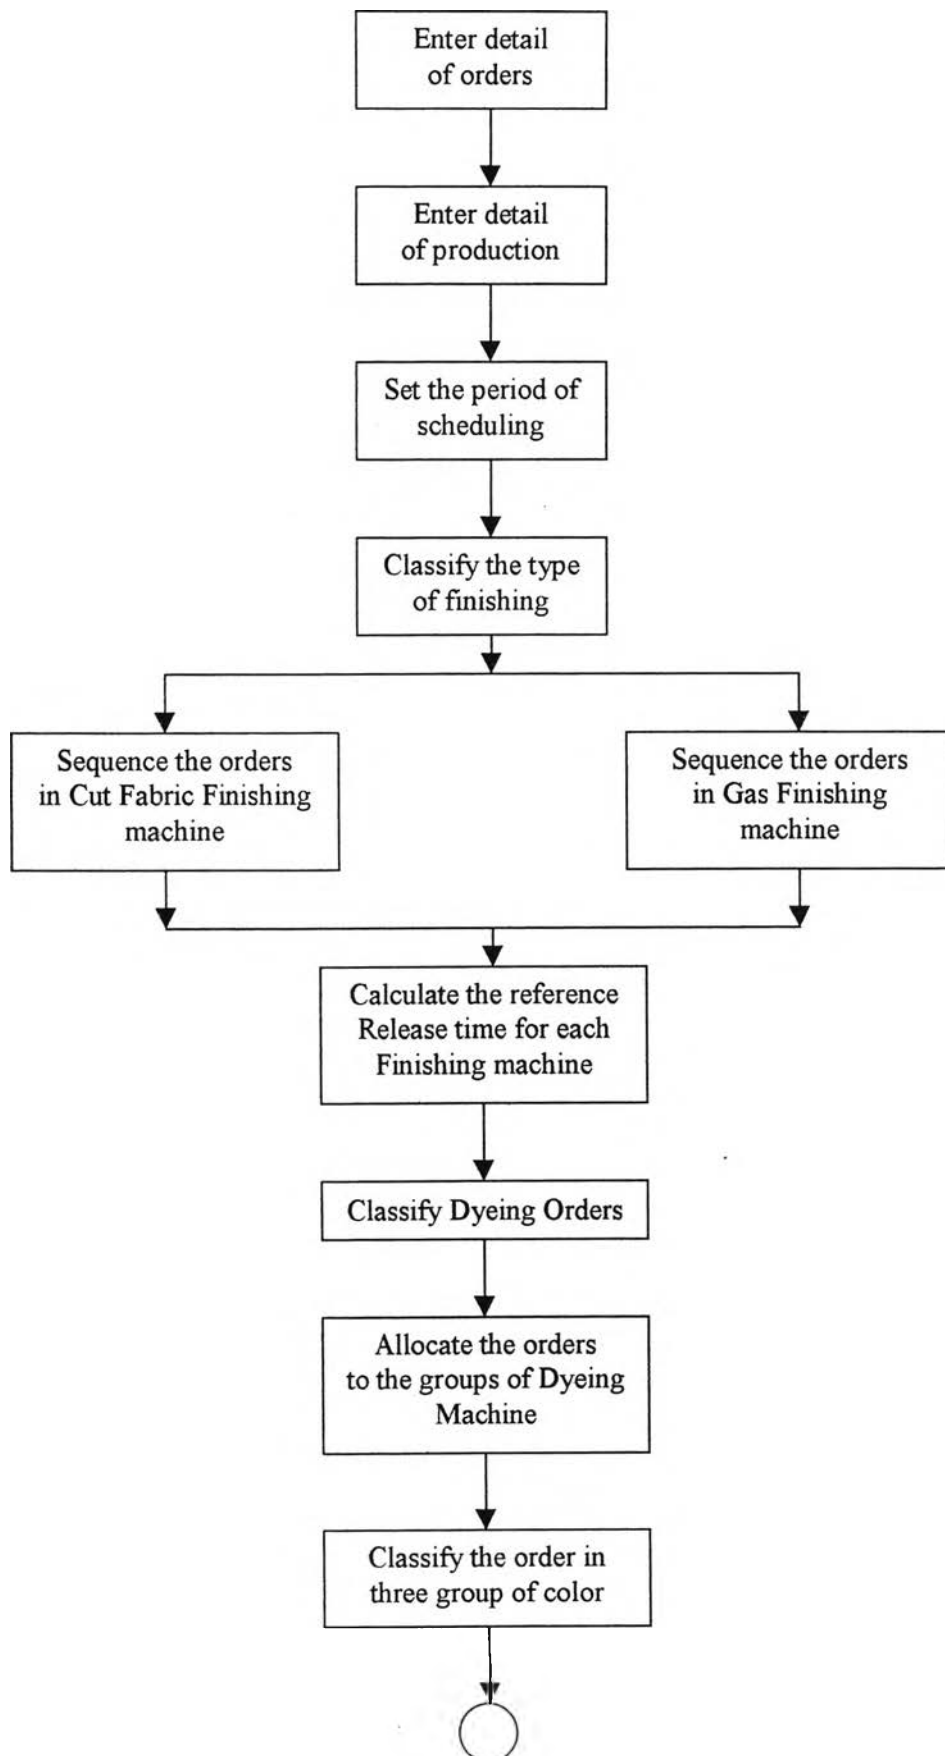 Enter detail
of orders
Enter detail
of production
Set the period of
scheduling
Classify the type
of finishing
Sequence the orders
in Cut Fabric Finishing
machine
Sequence the orders
in Gas Finishing
machine
Calculate the reference
Release time for each
Finishing machine
Classify Dyeing Orders
Allocate the orders
to the groups of Dyeing
Machine
Classify the order in
three group of color